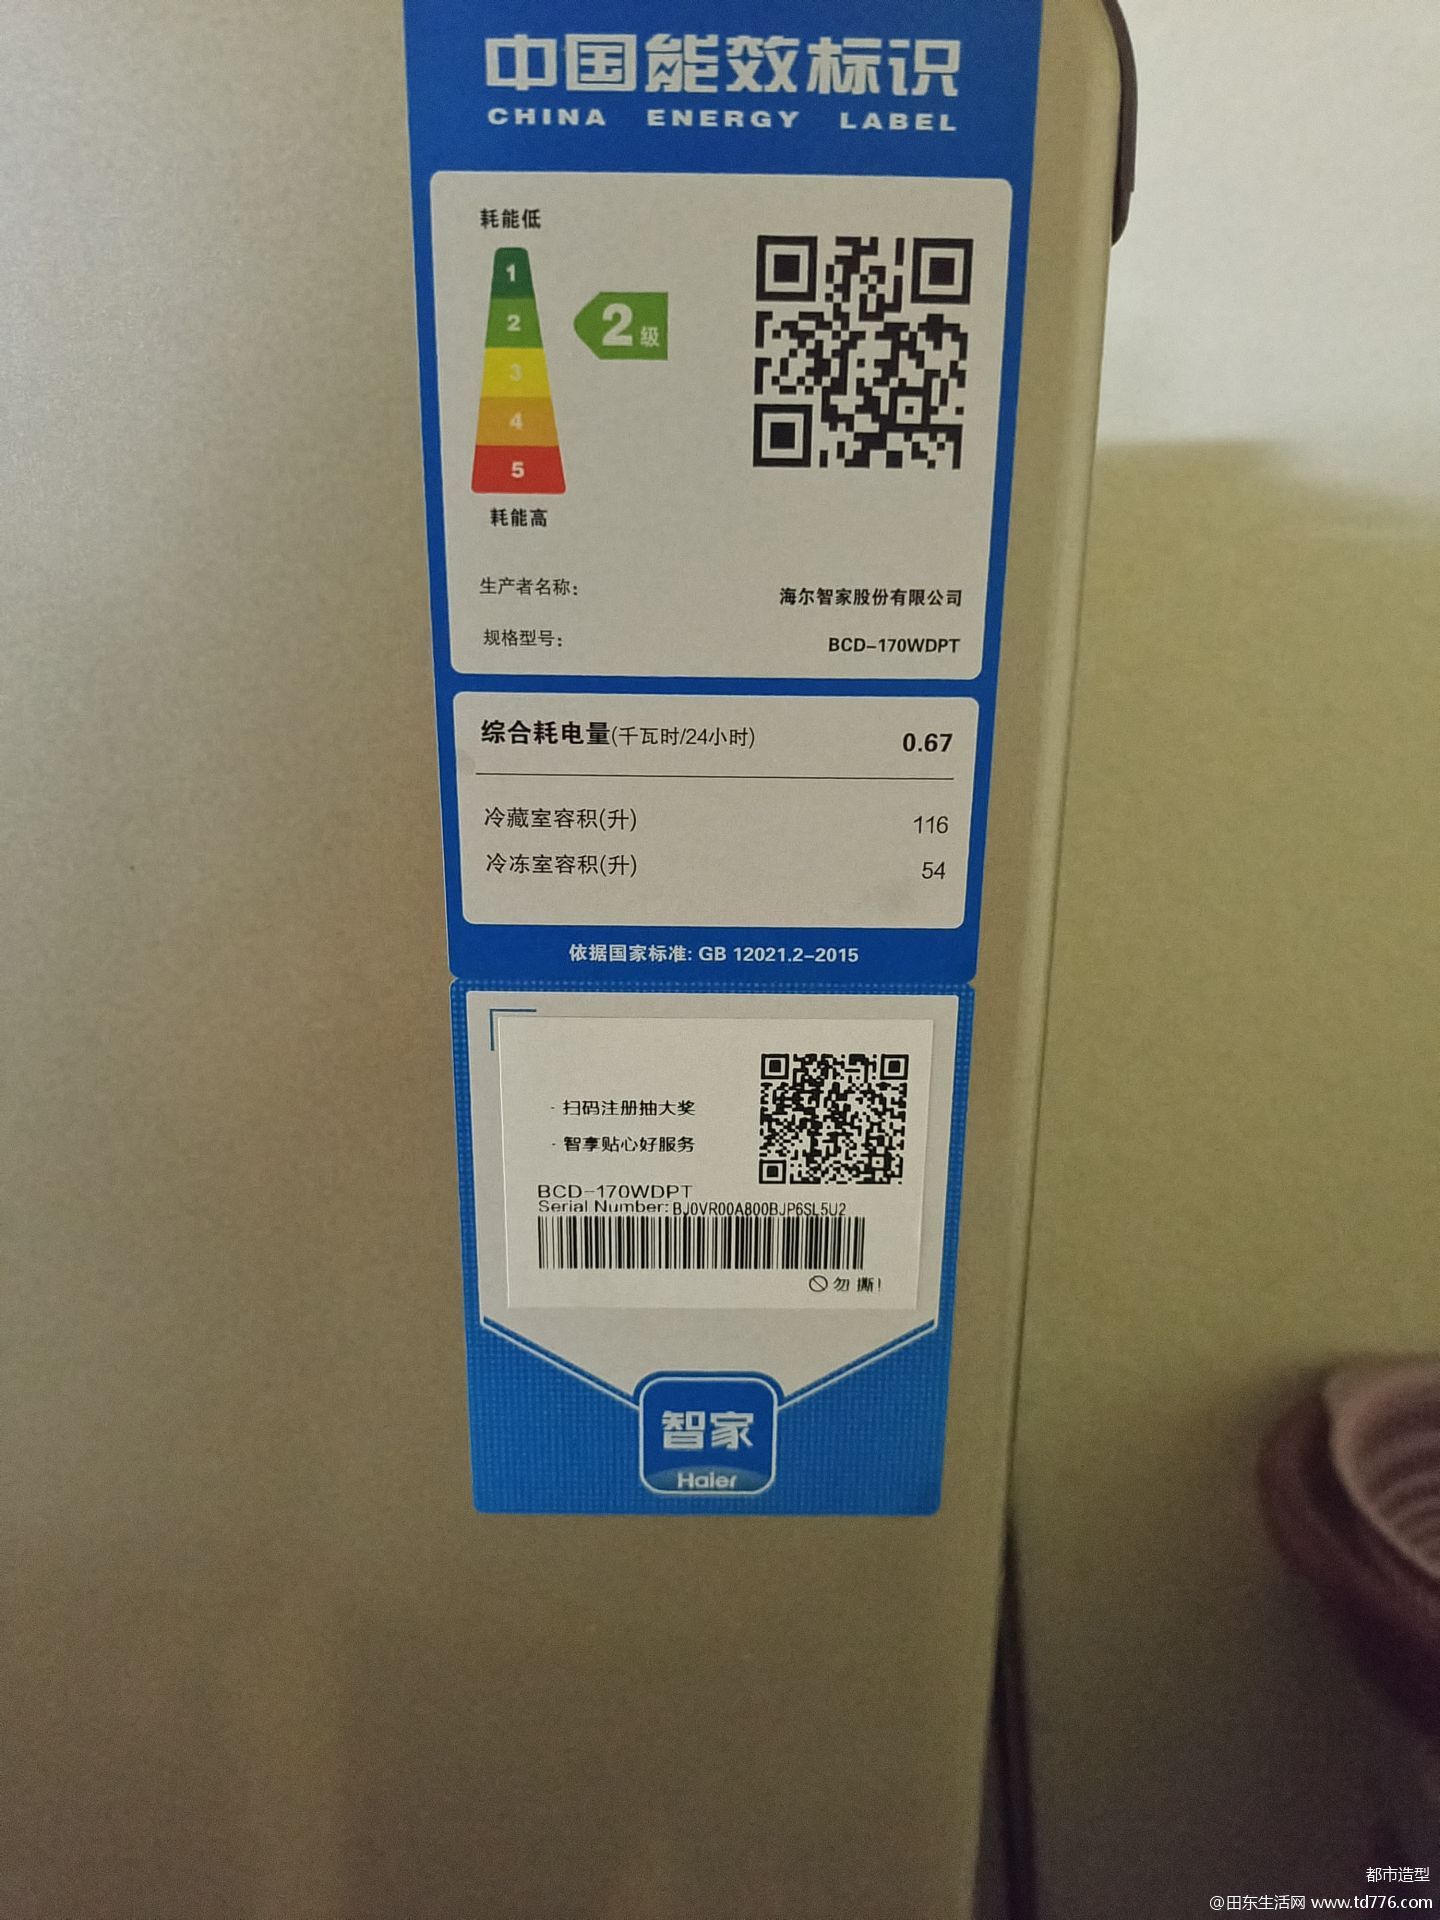 中国能效标识
CHINA ENERGY LABEL
耗能低
1
2
3
4
5
2级
耗能高
生产者名称: 海尔智家股份有限公司
规格型号: BCD-170WDPT
综合耗电量(千瓦时/24小时) 0.67
冷藏室容积(升) 116
冷冻室容积(升) 54
依据国家标准: GB 12021.2-2015
· 扫码注册抽大奖
· 智享贴心好服务
BCD-170WDPT
Serial Number: BJ0VR00A800BJP6SL5U2
勿撕!
智家
Haier
都市造型
@田东生活网 www.td776.com